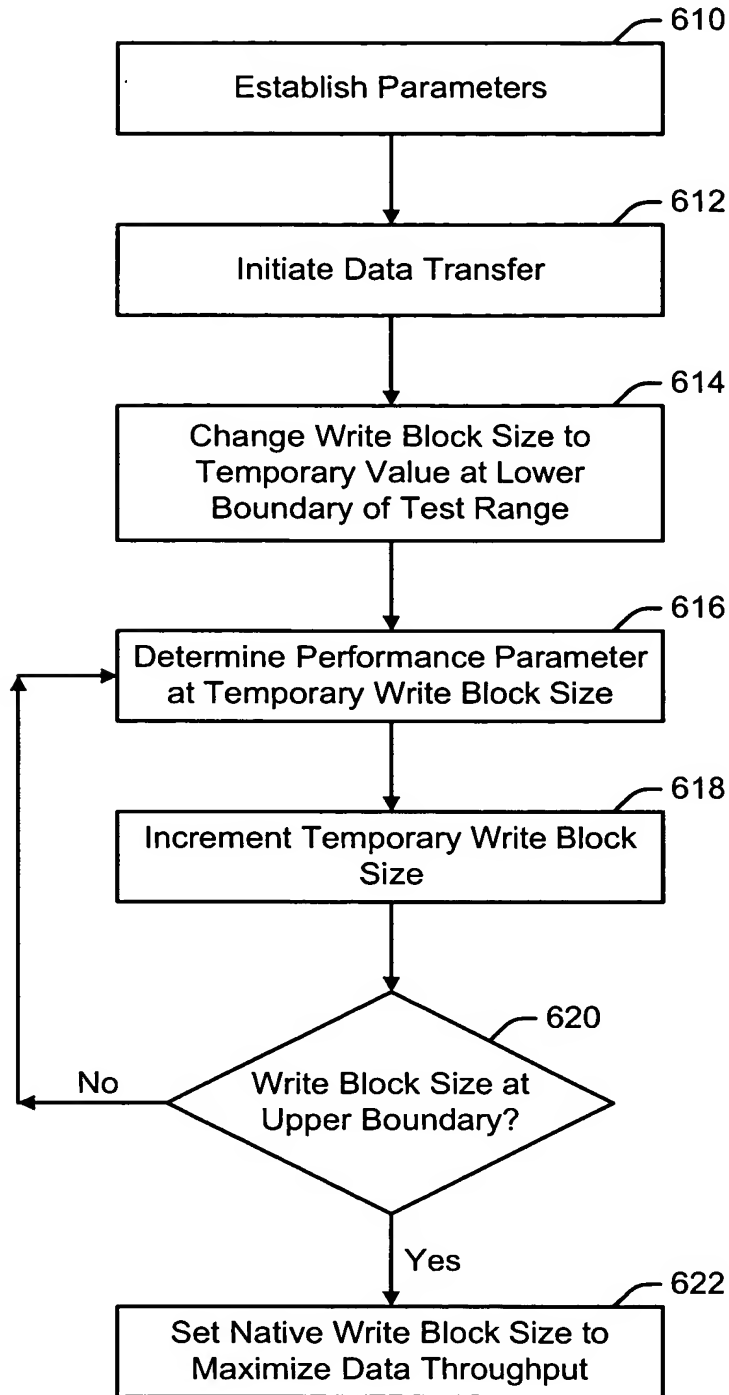 610
Establish Parameters
612
Initiate Data Transfer
614
Change Write Block Size to
Temporary Value at Lower
Boundary of Test Range
616
Determine Performance Parameter
at Temporary Write Block Size
618
Increment Temporary Write Block
Size
620
Write Block Size at
Upper Boundary?
No
Yes
622
Set Native Write Block Size to
Maximize Data Throughput